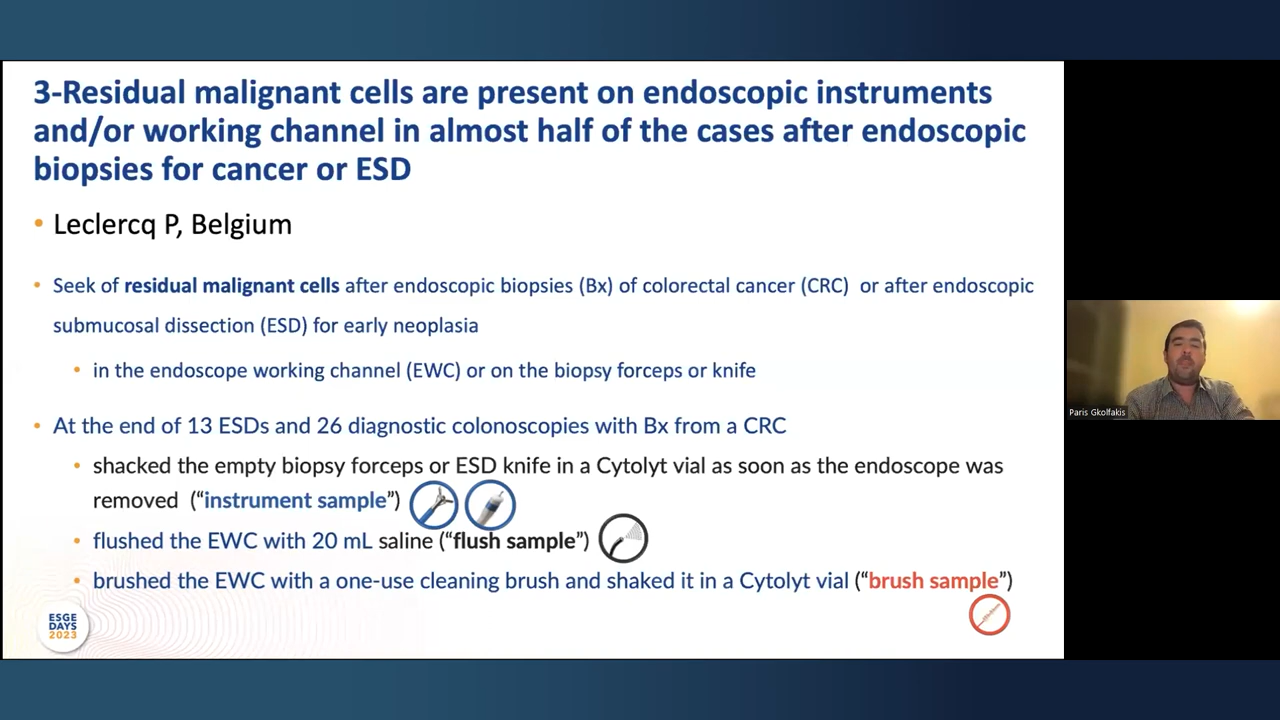 3-Residual malignant cells are present on endoscopic instruments
and/or working channel in almost half of the cases after endoscopic
biopsies for cancer or ESD
• Leclercq P, Belgium
• Seek of residual malignant cells after endoscopic biopsies (Bx) of colorectal cancer (CRC) or after endoscopic
submucosal dissection (ESD) for early neoplasia
• in the endoscope working channel (EWC) or on the biopsy forceps or knife
• At the end of 13 ESDs and 26 diagnostic colonoscopies with Bx from a CRC
• shacked the empty biopsy forceps or ESD knife in a Cytolyt vial as soon as the endoscope was
removed (“instrument sample”)
• flushed the EWC with 20 mL saline (“flush sample”)
• brushed the EWC with a one-use cleaning brush and shaked it in a Cytolyt vial (“brush sample”)
ESGE
DAYS
2023
Paris Gkolfakis